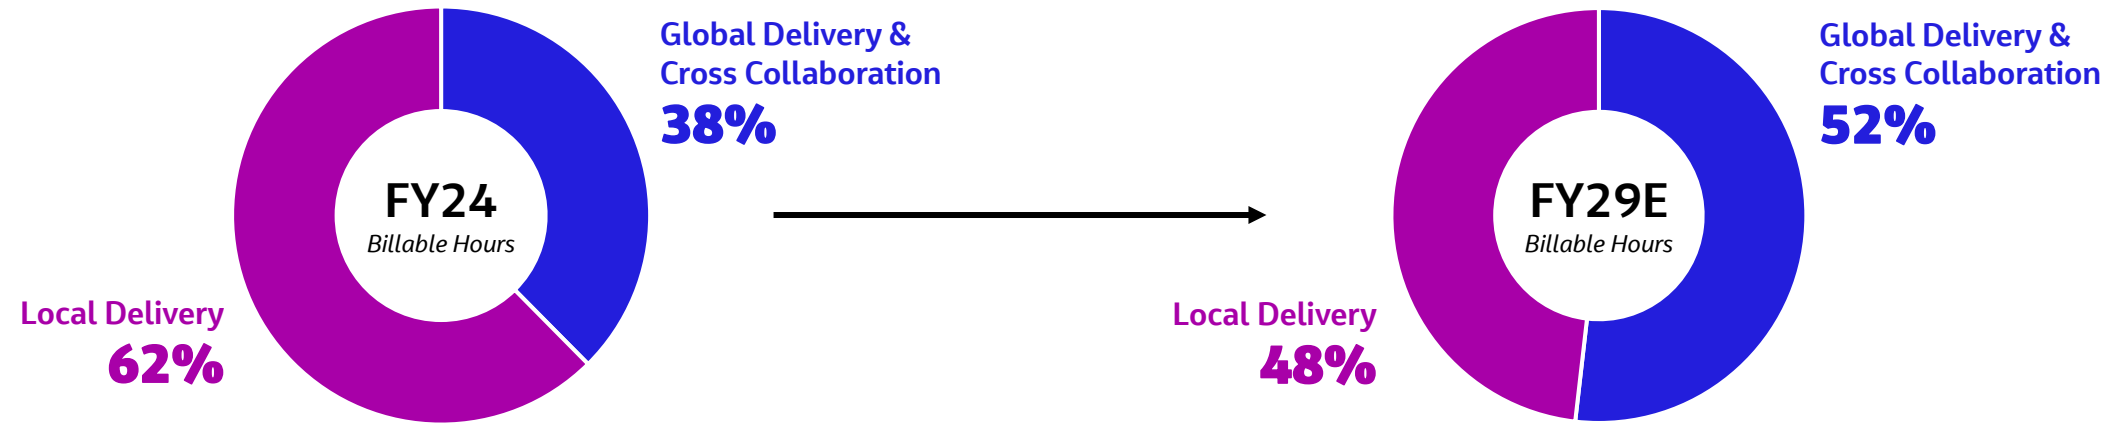 Global Delivery &
Cross Collaboration
38%
FY24
Billable Hours
Local Delivery
62%
Global Delivery &
Cross Collaboration
52%
FY29E
Billable Hours
Local Delivery
48%